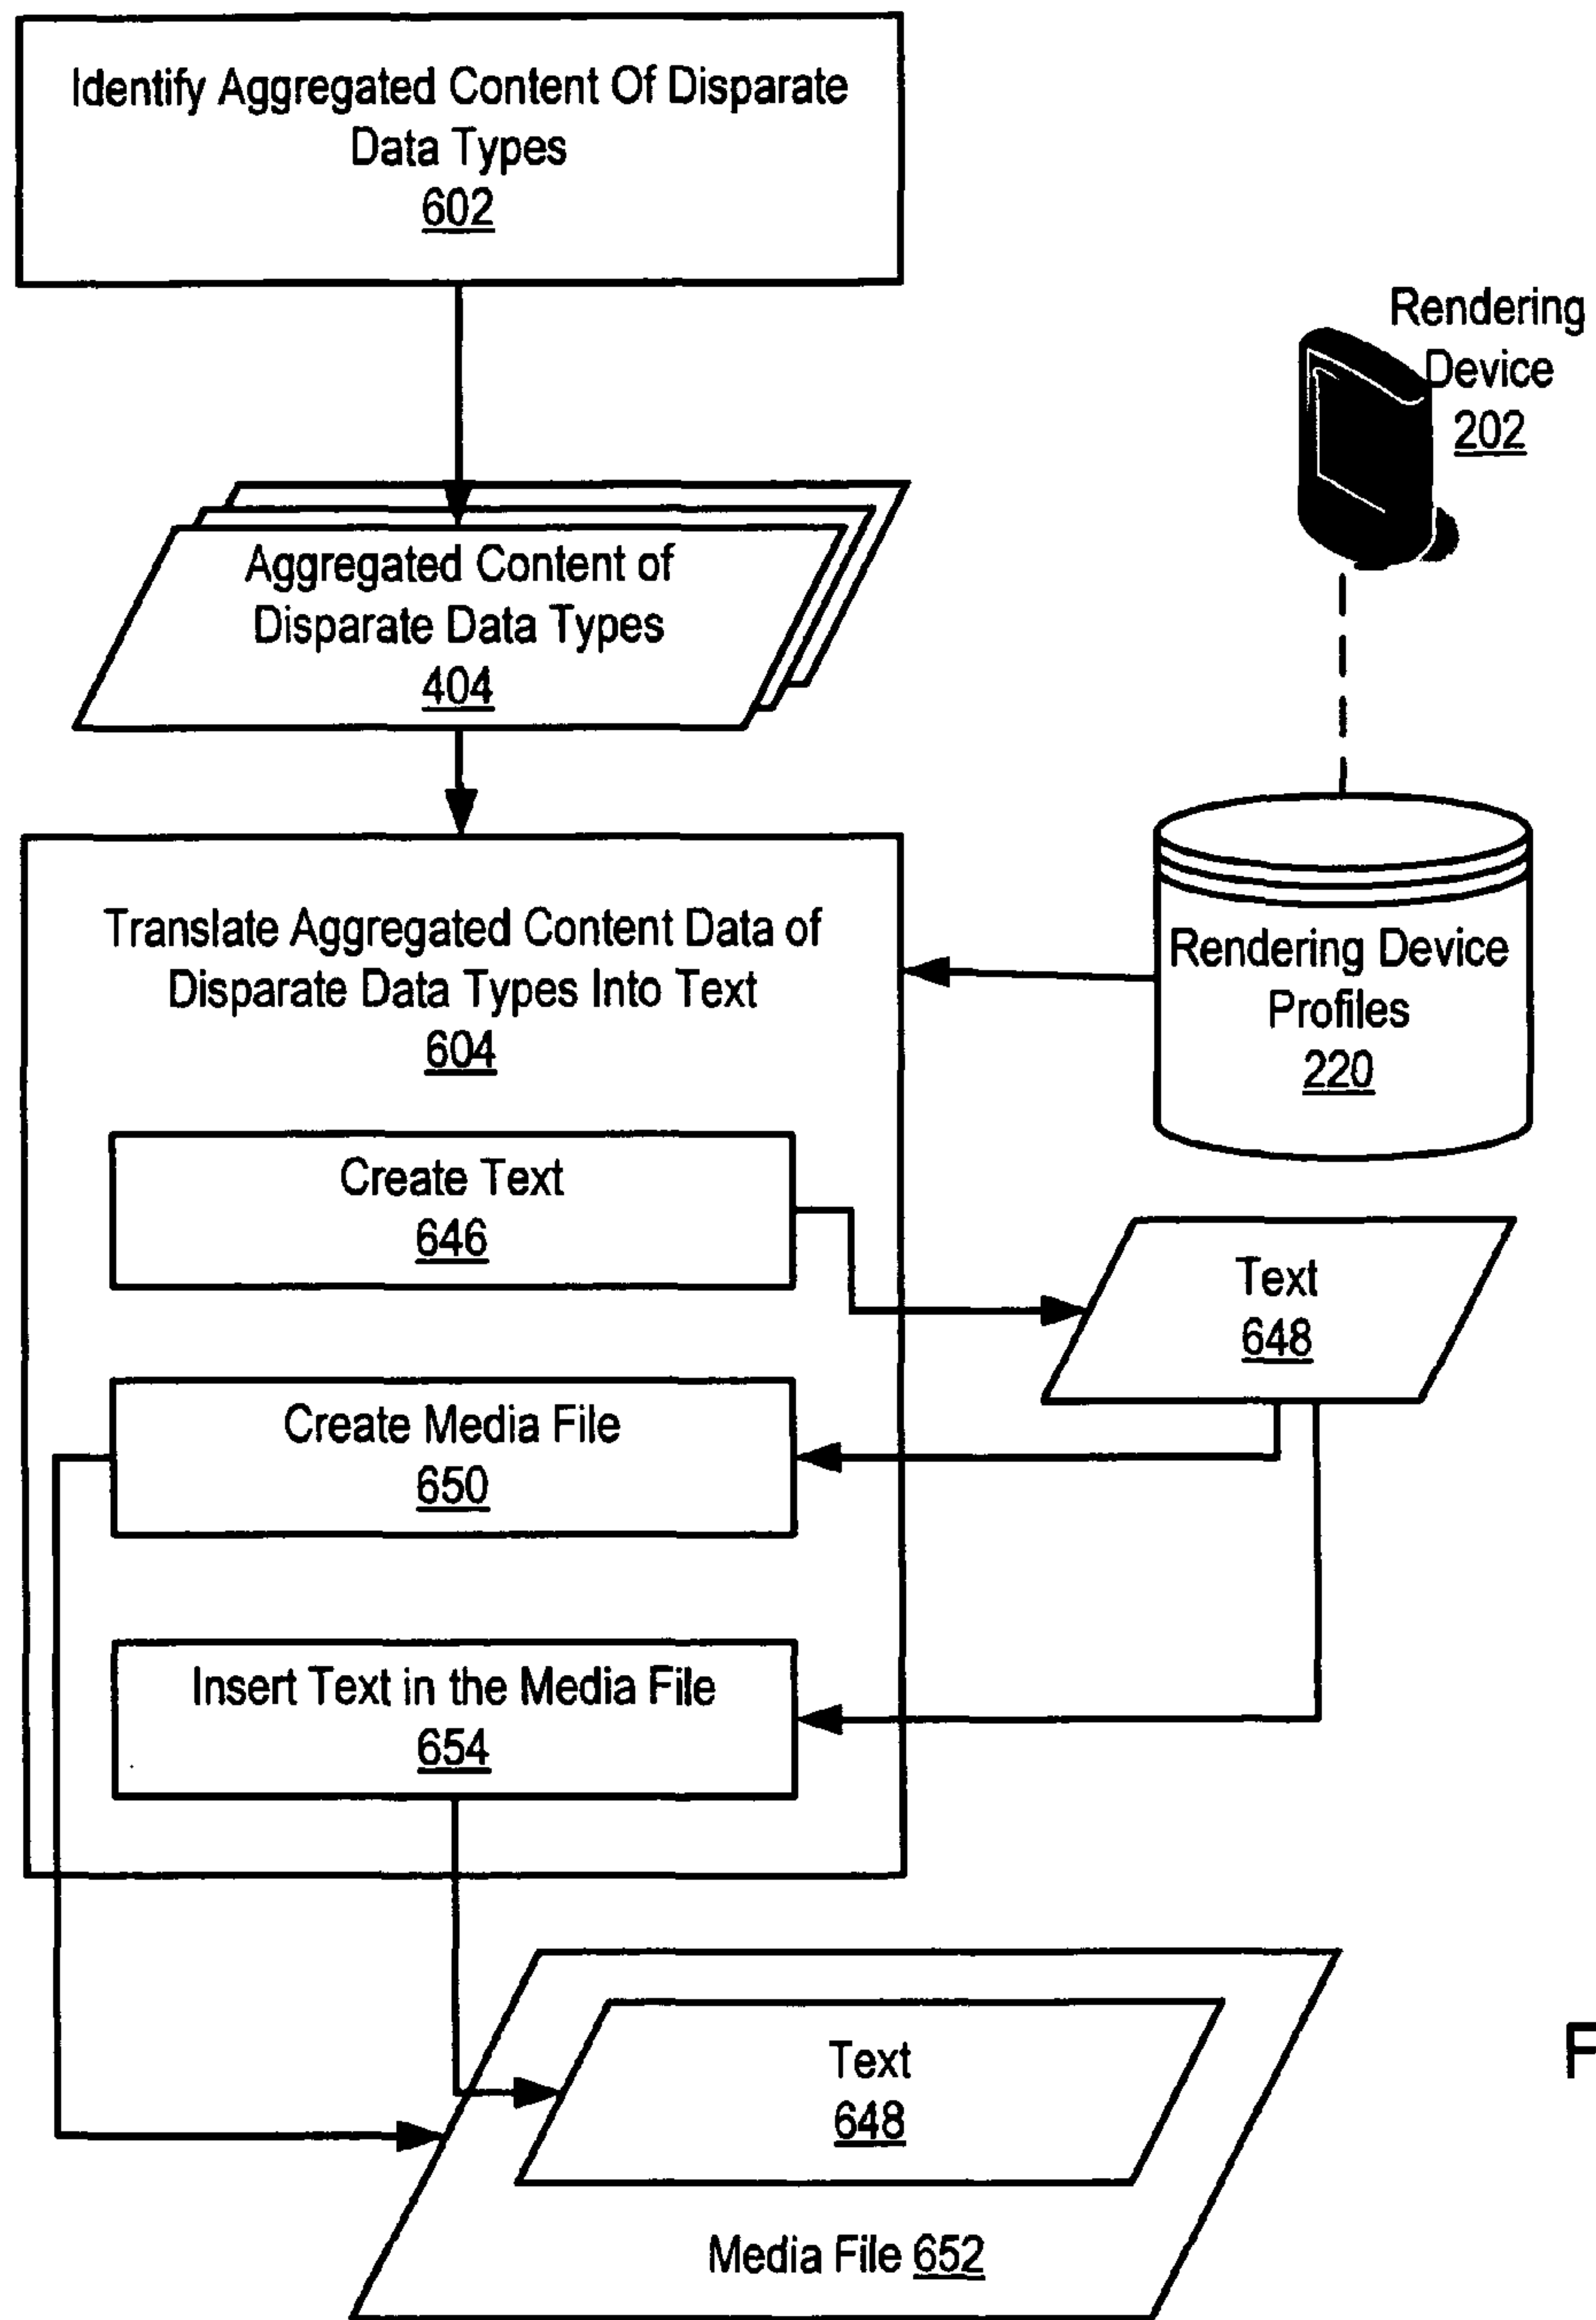 Identify Aggregated Content Of Disparate
Data Types
602
Rendering
Device
202
Aggregated Content of
Disparate Data Types
404
Translate Aggregated Content Data of
Disparate Data Types Into Text
604
Rendering Device
Profiles
220
Create Text
646
Text
648
Create Media File
650
Insert Text in the Media File
654
Text
648
Media File 652
F